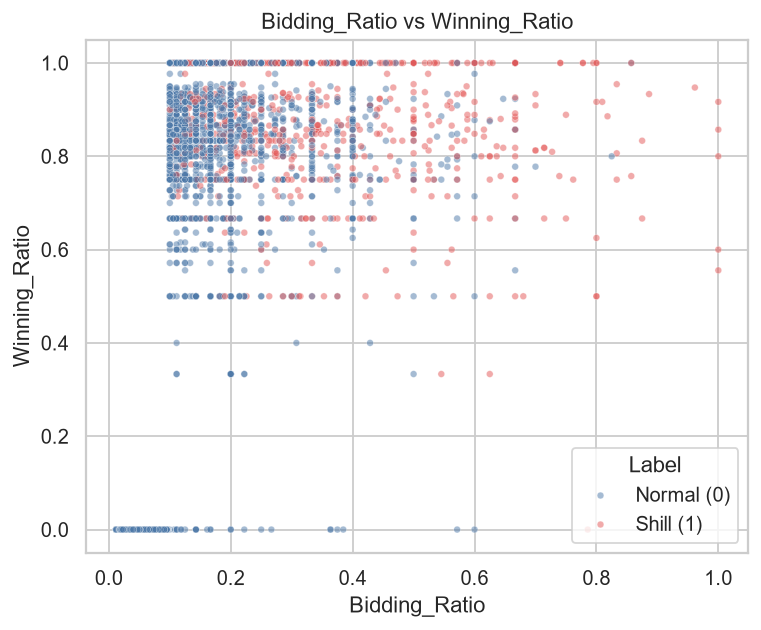 Bidding_Ratio vs Winning_Ratio
1.0
0.8
0.6
0.4
0.2
0.0
Winning_Ratio
Label
Normal (0)
Shill (1)
0.0 0.2 0.4 0.6 0.8 1.0
Bidding_Ratio